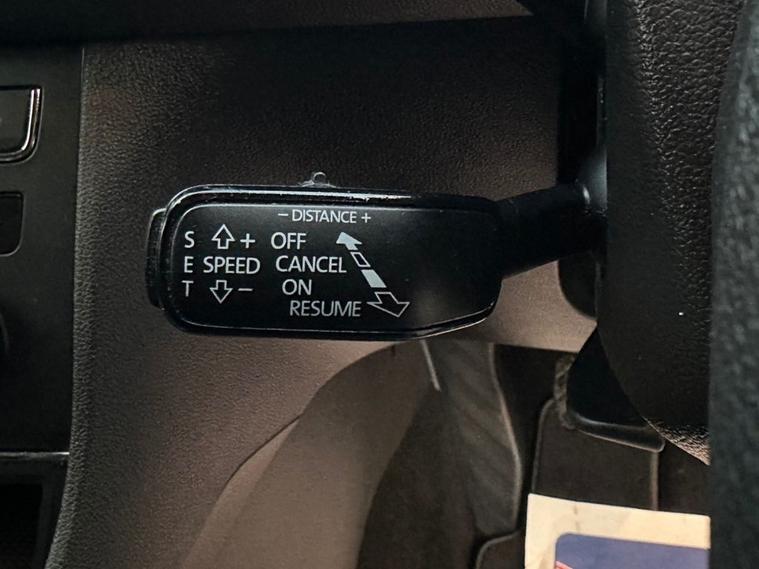 − DISTANCE +
S + OFF
E SPEED CANCEL
T − ON
RESUME